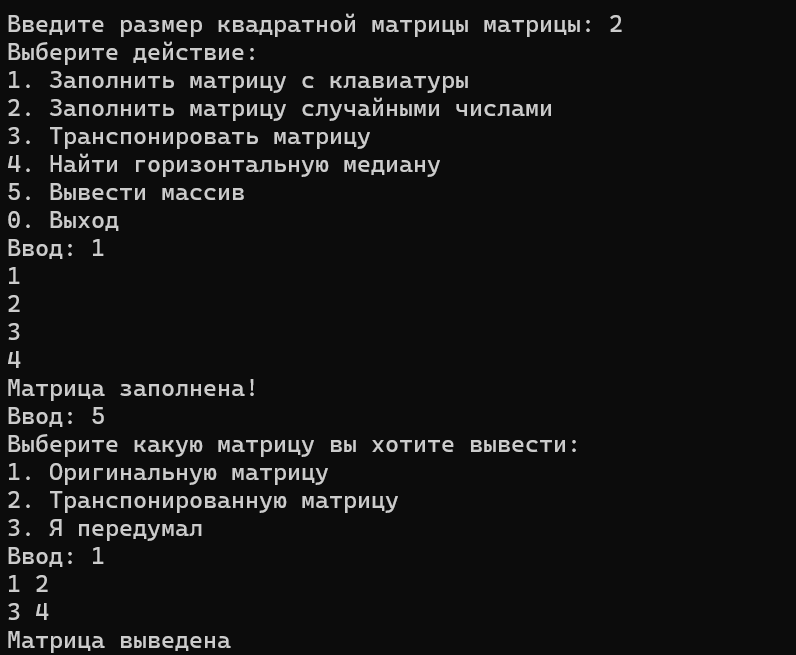 Введите размер квадратной матрицы матрицы: 2
Выберите действие:
1. Заполнить матрицу с клавиатуры
2. Заполнить матрицу случайными числами
3. Транспонировать матрицу
4. Найти горизонтальную медиану
5. Вывести массив
0. Выход
Ввод: 1
1
2
3
4
Матрица заполнена!
Ввод: 5
Выберите какую матрицу вы хотите вывести:
1. Оригинальную матрицу
2. Транспонированную матрицу
3. Я передумал
Ввод: 1
1 2
3 4
Матрица выведена